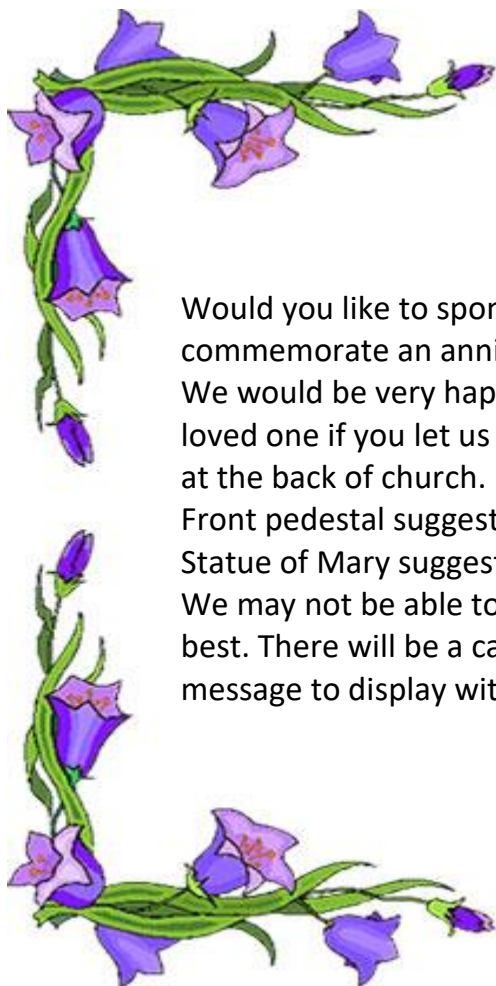 Would you like to spon
commemorate an anni
We would be very hap
loved one if you let us
at the back of church.
Front pedestal suggest
Statue of Mary suggest
We may not be able to
best. There will be a ca
message to display wit